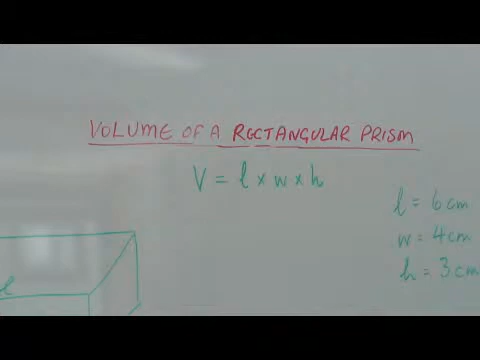 VOLUME OF A RECTANGULAR PRISM
V = l × w × h
l = 6 cm
w = 4 cm
h = 3 cm
l